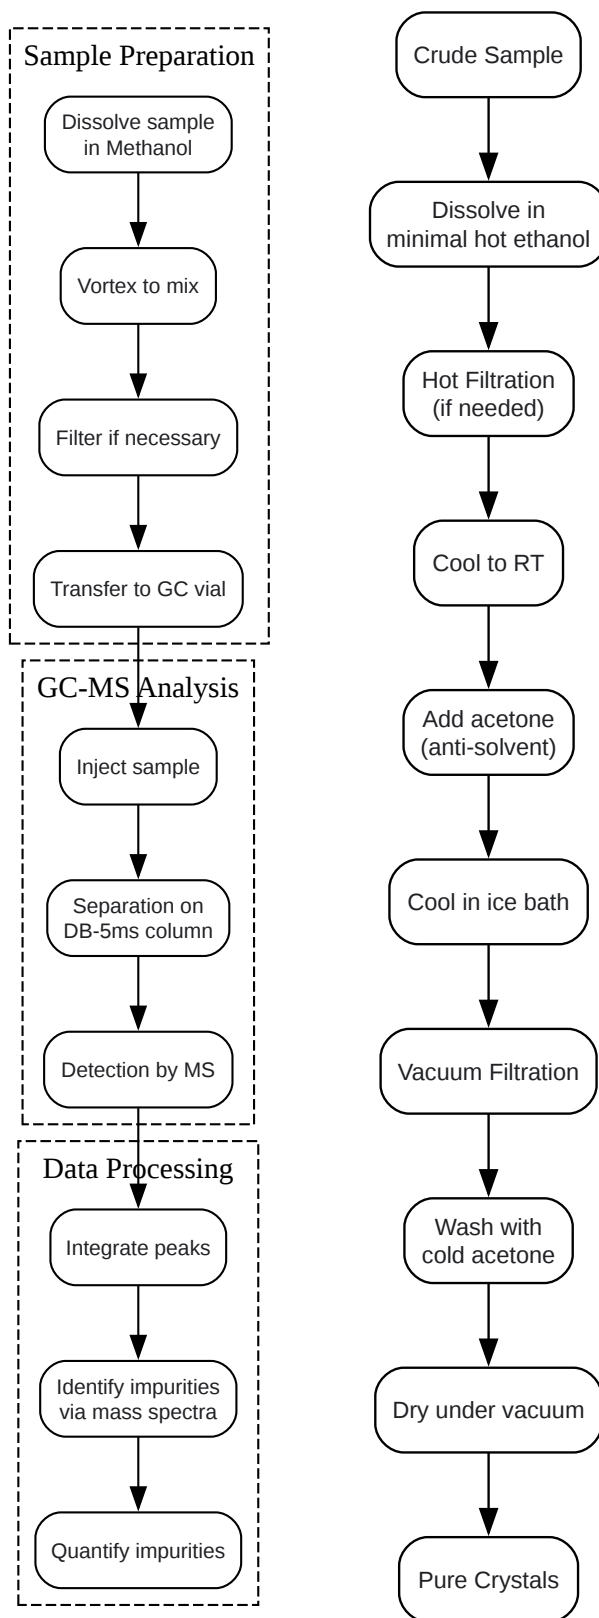 Sample Preparation
Dissolve sample
in Methanol
Vortex to mix
Filter if necessary
Transfer to GC vial
GC-MS Analysis
Inject sample
Separation on
DB-5ms column
Detection by MS
Data Processing
Integrate peaks
Identify impurities
via mass spectra
Quantify impurities
Crude Sample
Dissolve in
minimal hot ethanol
Hot Filtration
(if needed)
Cool to RT
Add acetone
(anti-solvent)
Cool in ice bath
Vacuum Filtration
Wash with
cold acetone
Dry under vacuum
Pure Crystals